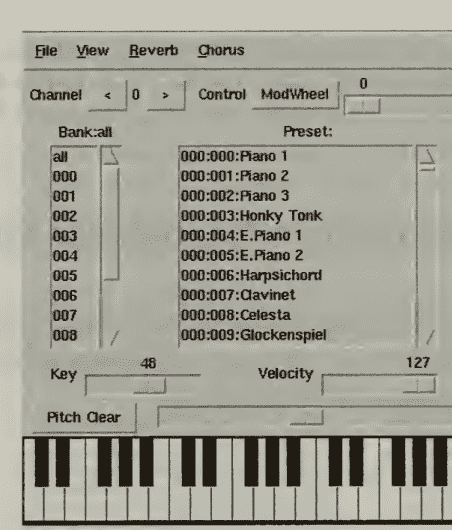 File View Reverb Chorus
Channel < 0 > Control ModWheel 0
Bank:all
all
000
001
002
003
004
005
006
007
008
Preset:
000:000:Piano 1
000:001:Piano 2
000:002:Piano 3
000:003:Honky Tonk
000:004:E.Piano 1
000:005:E.Piano 2
000:006:Harpsichord
000:007:Clavinet
000:008:Celesta
000:009:Glockenspiel
Key 48 Velocity 127
Pitch Clear